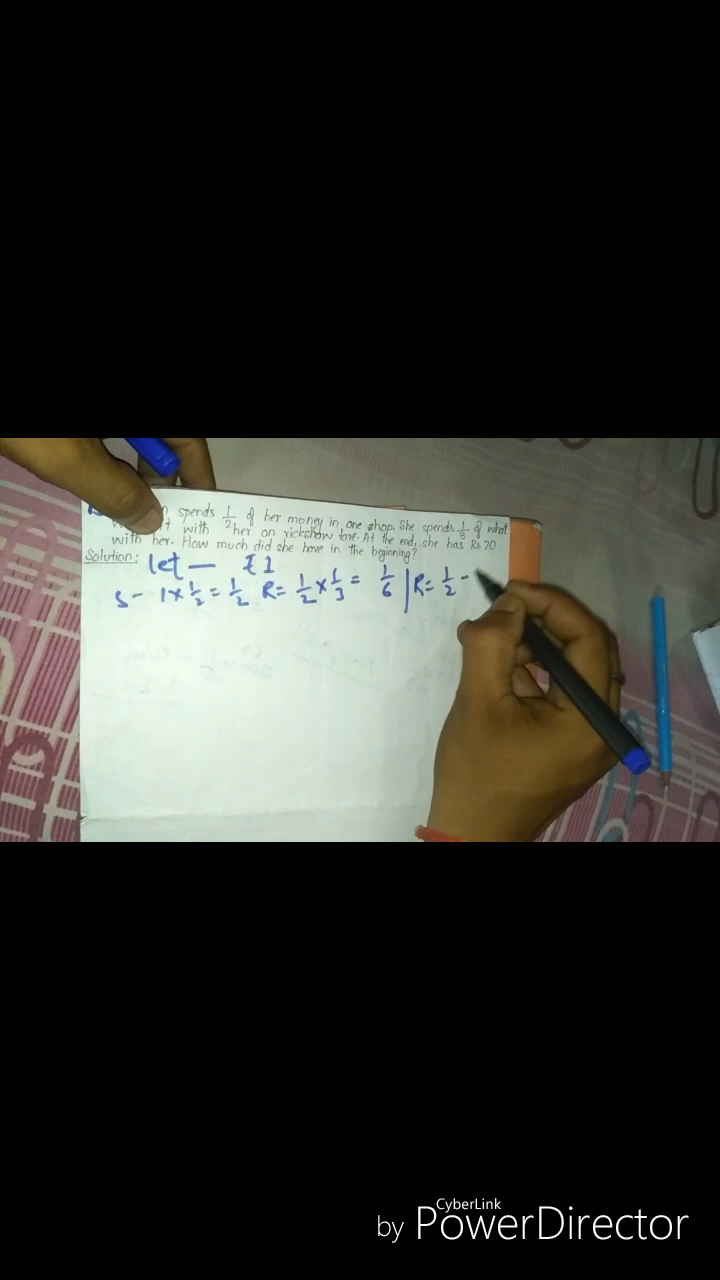 spends 1/2 of her money in one shop. She spends 1/3 of what
with her on rickshaw fare. At the end, she has Rs 20
with her. How much did she have in the beginning?
Solution: let — ₹1
S - 1 × 1/2 = 1/2 R = 1/2 × 1/3 = 1/6 | R = 1/2 -
CyberLink
by PowerDirector